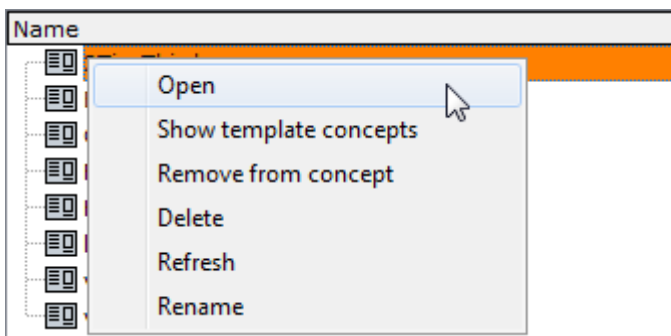 Name
Open
Show template concepts
Remove from concept
Delete
Refresh
Rename